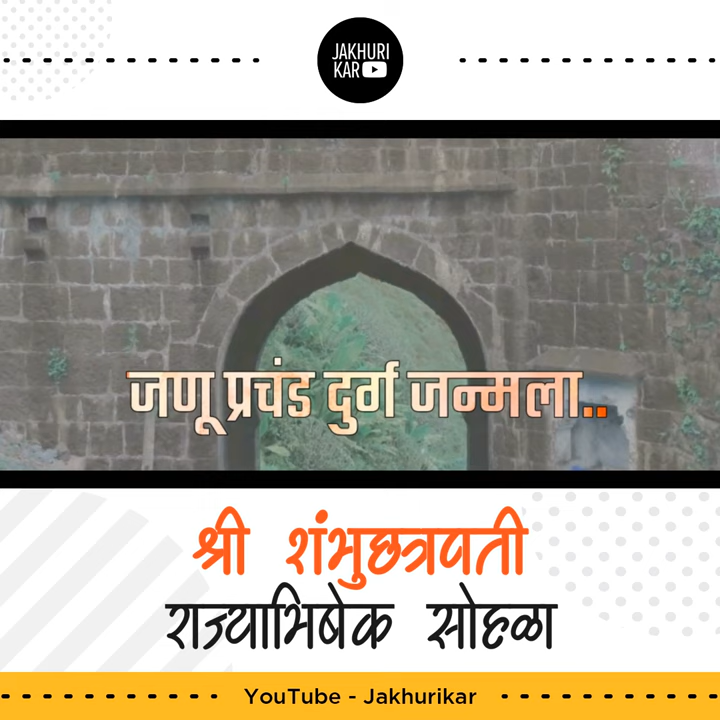 JAKHURI
KAR
जणू प्रचंड दुर्ग जन्मला..
श्री शंभुछत्रपती
राज्याभिषेक सोहळा
YouTube - Jakhurikar